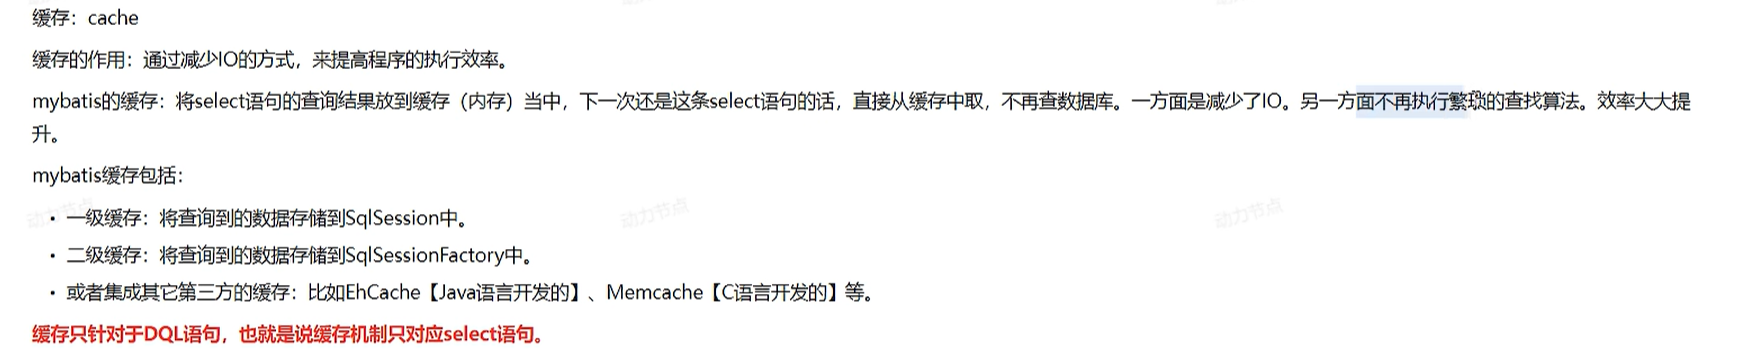 缓存：cache
缓存的作用：通过减少IO的方式，来提高程序的执行效率。
mybatis的缓存：将select语句的查询结果放到缓存（内存）当中，下一次还是这条select语句的话，直接从缓存中取，不再查数据库。一方面是减少了IO。另一方面不再执行繁琐的查找算法。效率大大提
升。
mybatis缓存包括：
• 一级缓存：将查询到的数据存储到SqlSession中。
• 二级缓存：将查询到的数据存储到SqlSessionFactory中。
• 或者集成其它第三方的缓存：比如EhCache【Java语言开发的】、Memcache【C语言开发的】等。
缓存只针对于DQL语句，也就是说缓存机制只对应select语句。
动力节点
动力节点
动力节点